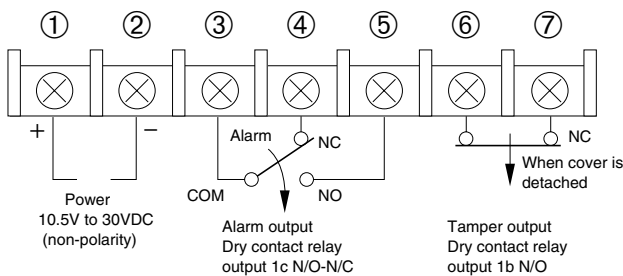 ① ② ③ ④ ⑤ ⑥ ⑦
+ −
Alarm
NC
NC
COM
NO
When cover is
detached
Power
10.5V to 30VDC
(non-polarity)
Alarm output
Dry contact relay
output 1c N/O-N/C
Tamper output
Dry contact relay
output 1b N/O